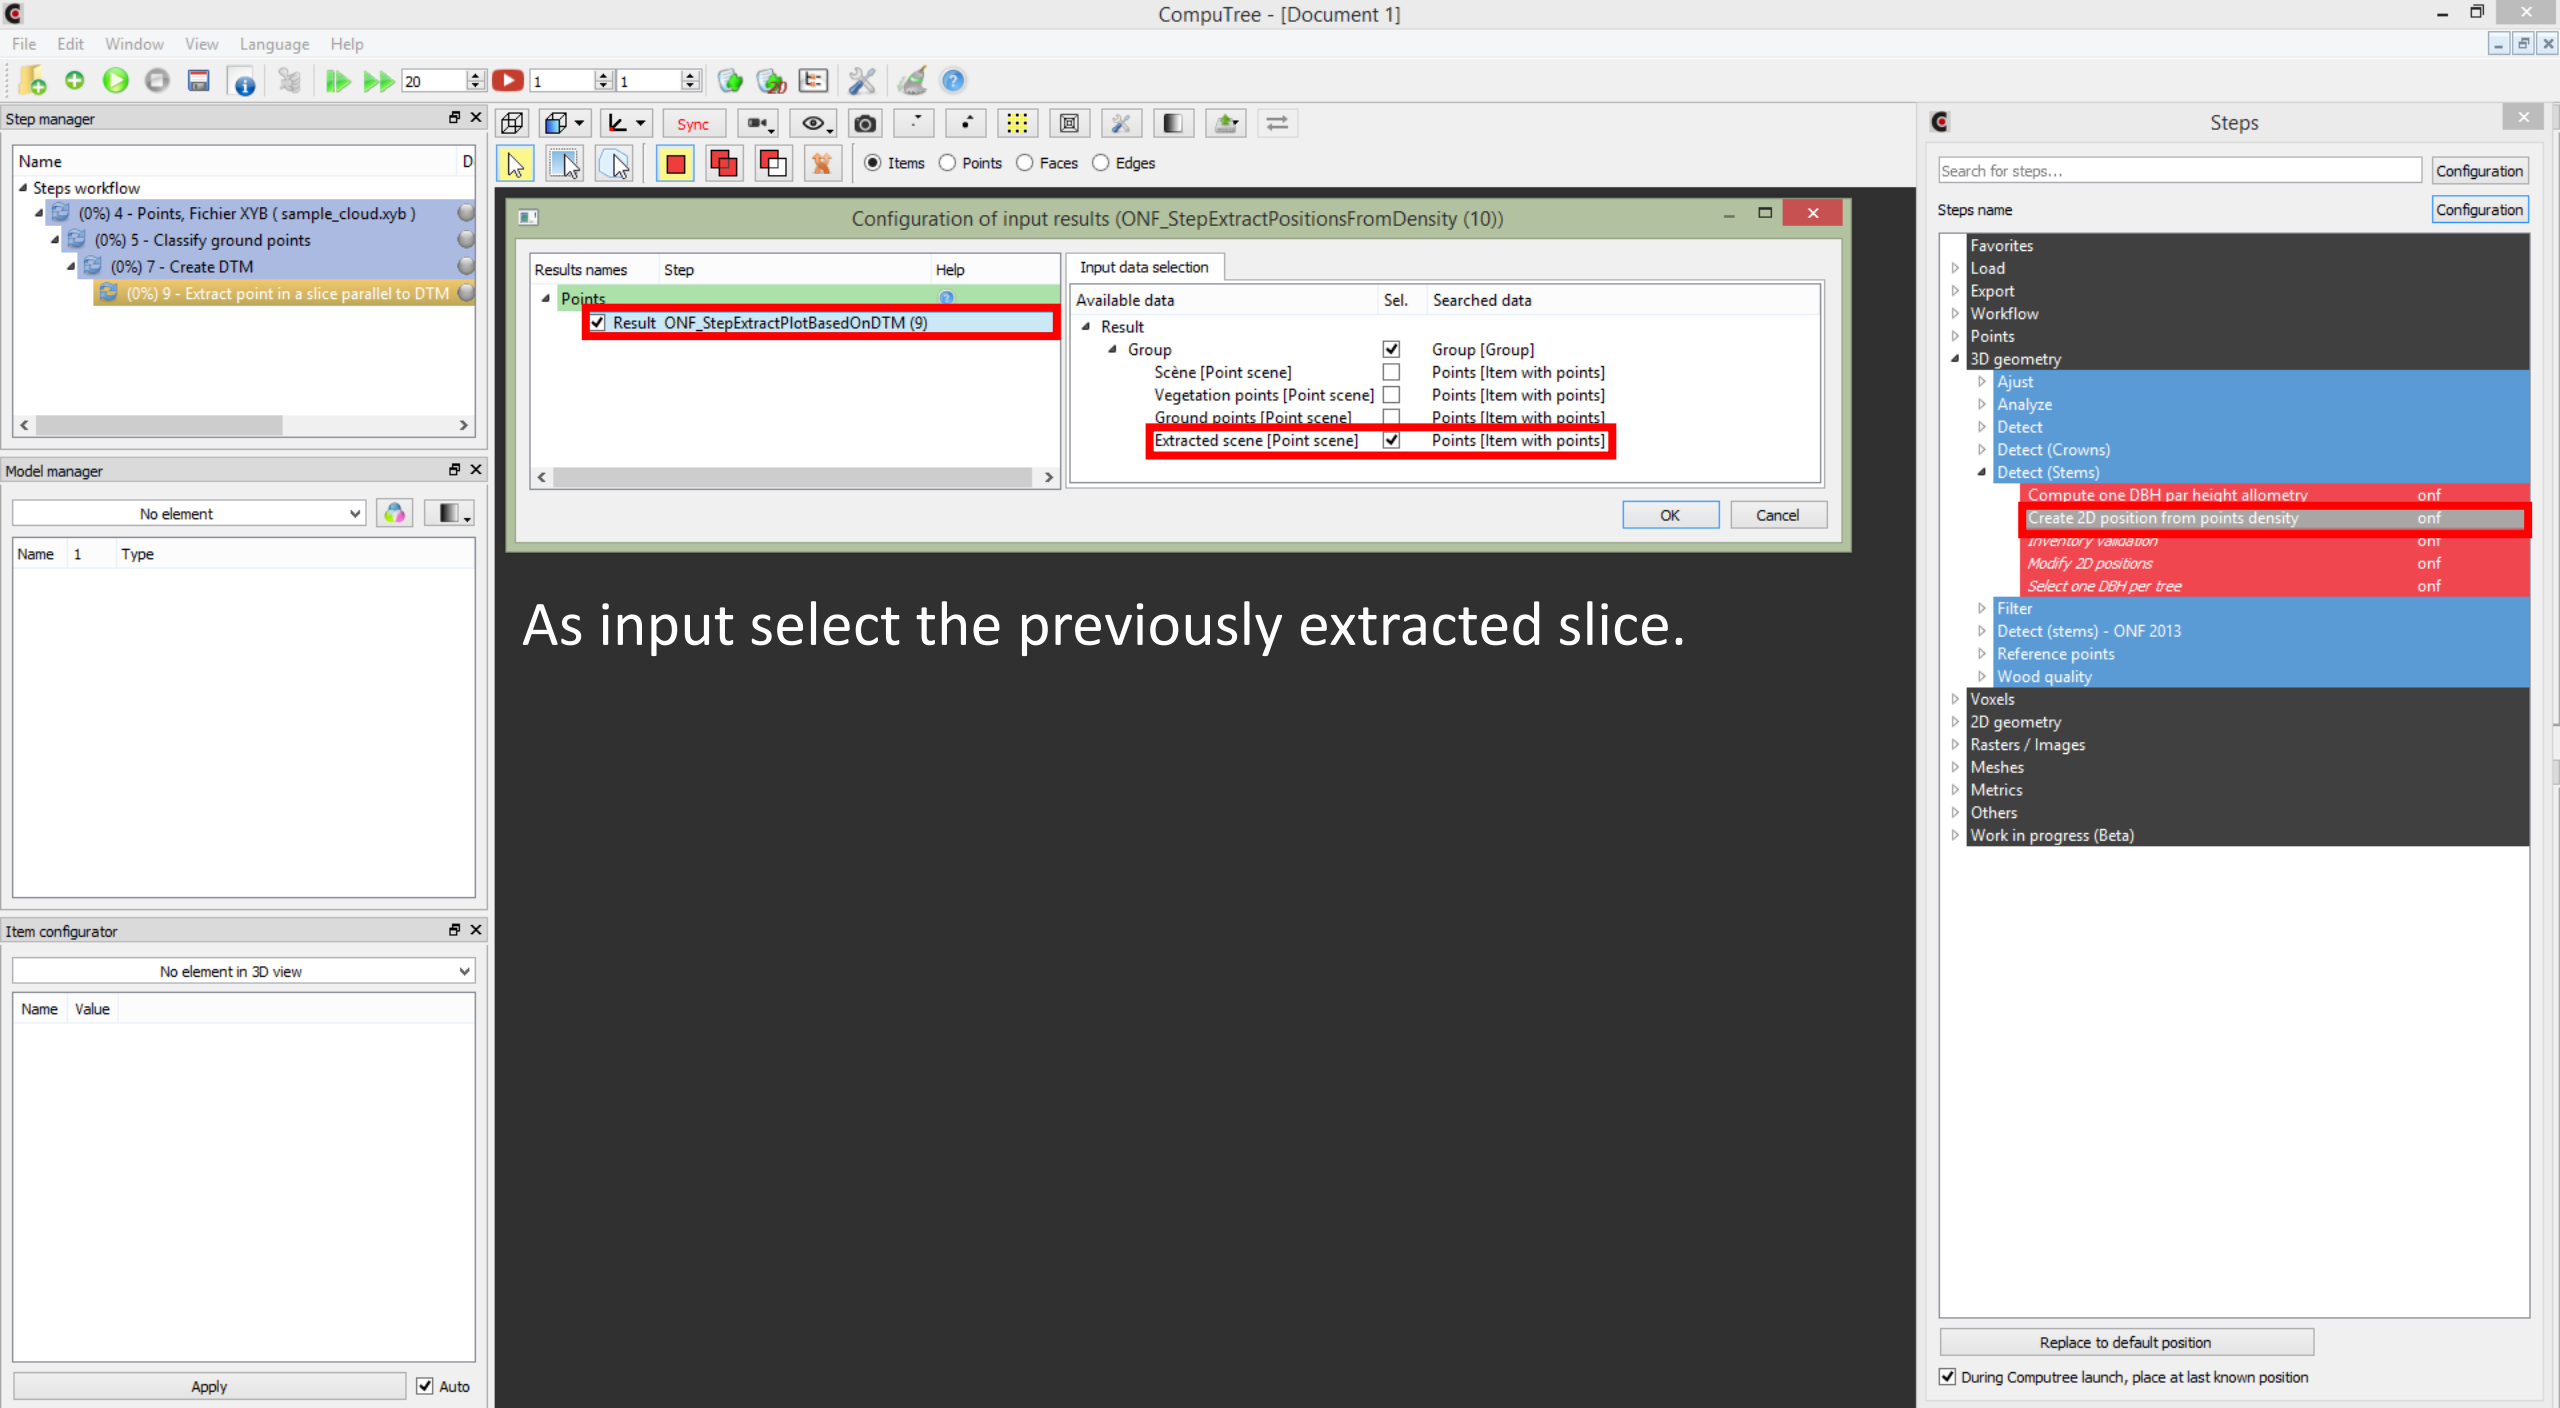 CompuTree - [Document 1]
File Edit Window View Language Help
20 1 1
Step manager
Name D
Steps workflow
(0%) 4 - Points, Fichier XYB ( sample_cloud.xyb )
(0%) 5 - Classify ground points
(0%) 7 - Create DTM
(0%) 9 - Extract point in a slice parallel to DTM
Model manager
No element
Name 1 Type
Item configurator
No element in 3D view
Name Value
Apply Auto
Sync
Items Points Faces Edges
Configuration of input results (ONF_StepExtractPositionsFromDensity (10))
Results names Step Help
Points
Result ONF_StepExtractPlotBasedOnDTM (9)
Input data selection
Available data Sel. Searched data
Result
Group Group [Group]
Scène [Point scene] Points [Item with points]
Vegetation points [Point scene] Points [Item with points]
Ground points [Point scene] Points [Item with points]
Extracted scene [Point scene] Points [Item with points]
OK Cancel
As input select the previously extracted slice.
Steps
Search for steps... Configuration
Steps name Configuration
Favorites
Load
Export
Workflow
Points
3D geometry
Ajust
Analyze
Detect
Detect (Crowns)
Detect (Stems)
Compute one DBH par height allometry onf
Create 2D position from points density onf
Inventory validation onf
Modify 2D positions onf
Select one DBH per tree onf
Filter
Detect (stems) - ONF 2013
Reference points
Wood quality
Voxels
2D geometry
Rasters / Images
Meshes
Metrics
Others
Work in progress (Beta)
Replace to default position
During Computree launch, place at last known position